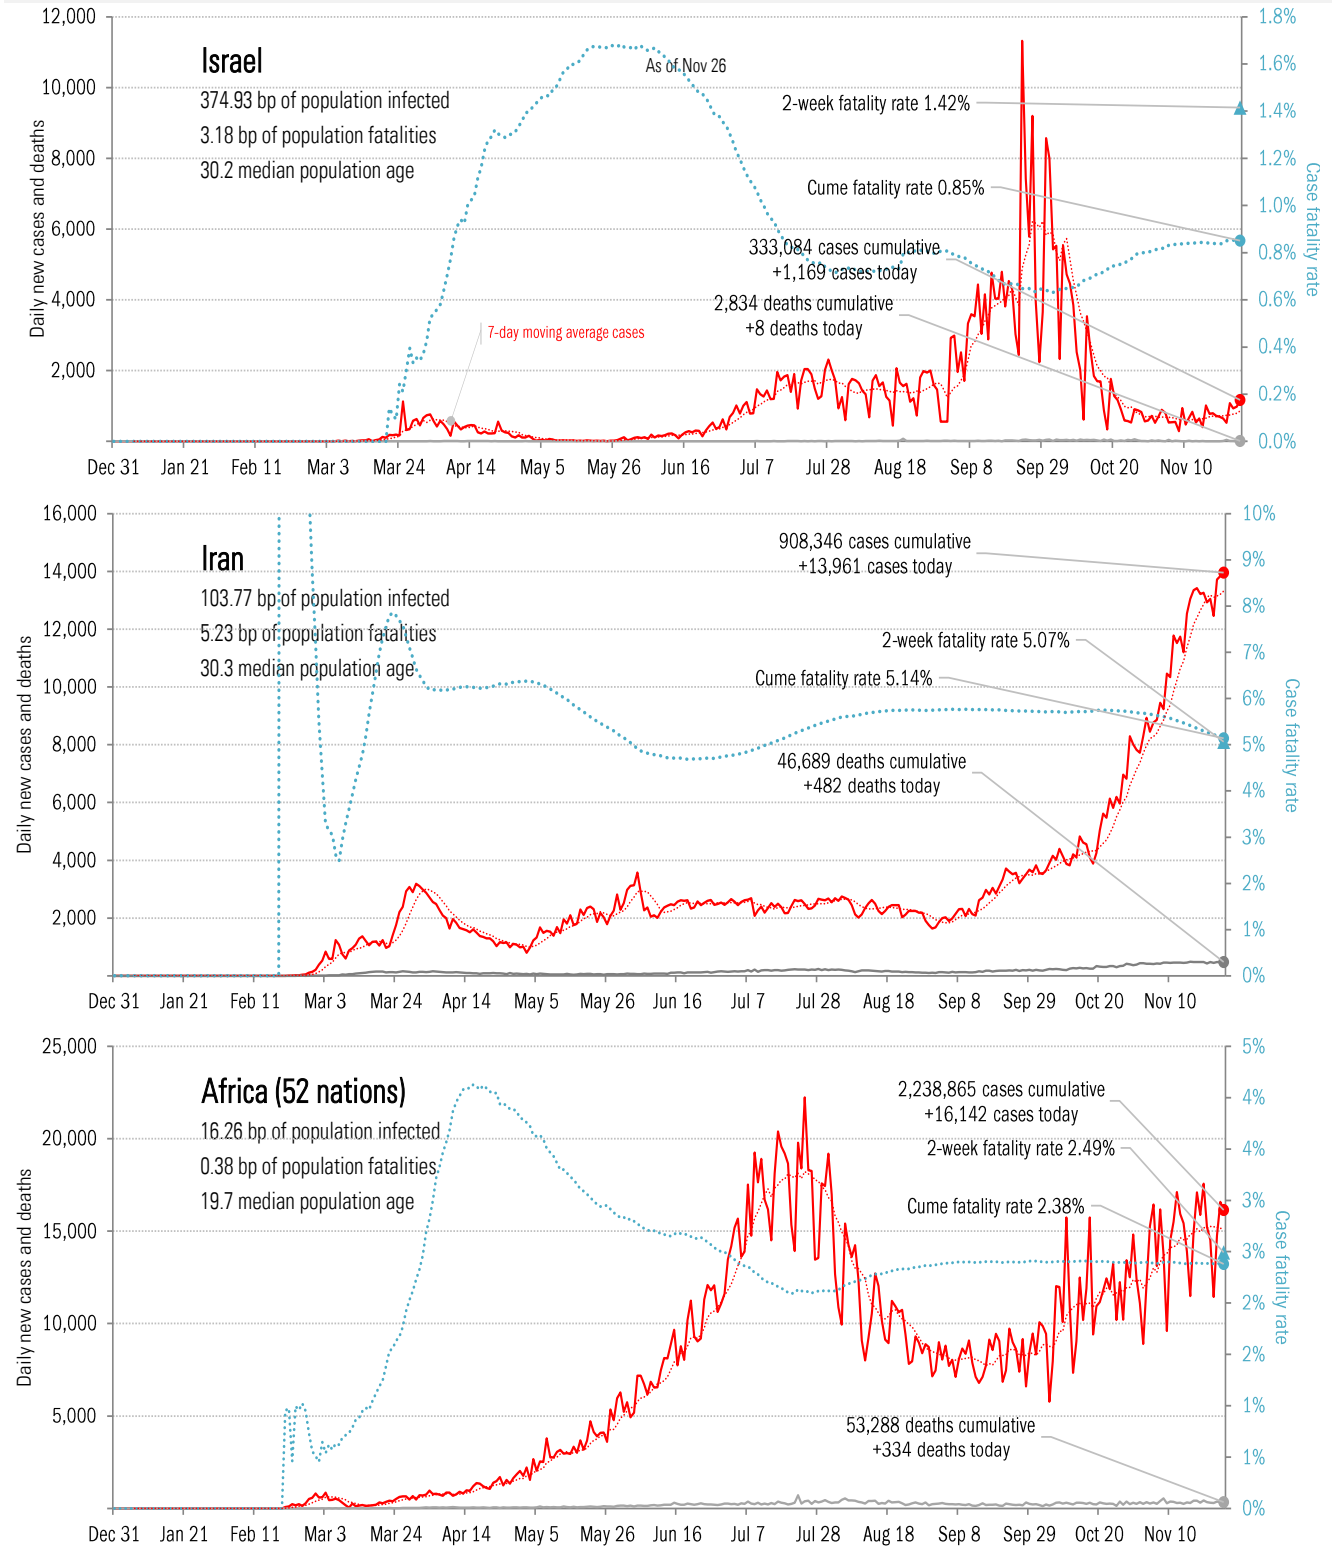 12,000
10,000
8,000
6,000
4,000
2,000
Daily new cases and deaths
Israel
374.93 bp of population infected
3.18 bp of population fatalities
30.2 median population age
As of Nov 26
2-week fatality rate 1.42%
Cume fatality rate 0.85%
333,084 cases cumulative
+1,169 cases today
2,834 deaths cumulative
+8 deaths today
7-day moving average cases
1.8%
1.6%
1.4%
1.2%
1.0%
0.8%
0.6%
0.4%
0.2%
0.0%
Case fatality rate
Dec 31 Jan 21 Feb 11 Mar 3 Mar 24 Apr 14 May 5 May 26 Jun 16 Jul 7 Jul 28 Aug 18 Sep 8 Sep 29 Oct 20 Nov 10
16,000
14,000
12,000
10,000
8,000
6,000
4,000
2,000
Daily new cases and deaths
Iran
103.77 bp of population infected
5.23 bp of population fatalities
30.3 median population age
908,346 cases cumulative
+13,961 cases today
2-week fatality rate 5.07%
Cume fatality rate 5.14%
46,689 deaths cumulative
+482 deaths today
10%
9%
8%
7%
6%
5%
4%
3%
2%
1%
0%
Case fatality rate
Dec 31 Jan 21 Feb 11 Mar 3 Mar 24 Apr 14 May 5 May 26 Jun 16 Jul 7 Jul 28 Aug 18 Sep 8 Sep 29 Oct 20 Nov 10
25,000
20,000
15,000
10,000
5,000
Daily new cases and deaths
Africa (52 nations)
16.26 bp of population infected
0.38 bp of population fatalities
19.7 median population age
2,238,865 cases cumulative
+16,142 cases today
2-week fatality rate 2.49%
Cume fatality rate 2.38%
53,288 deaths cumulative
+334 deaths today
5%
4%
4%
3%
3%
2%
2%
1%
1%
0%
Case fatality rate
Dec 31 Jan 21 Feb 11 Mar 3 Mar 24 Apr 14 May 5 May 26 Jun 16 Jul 7 Jul 28 Aug 18 Sep 8 Sep 29 Oct 20 Nov 10